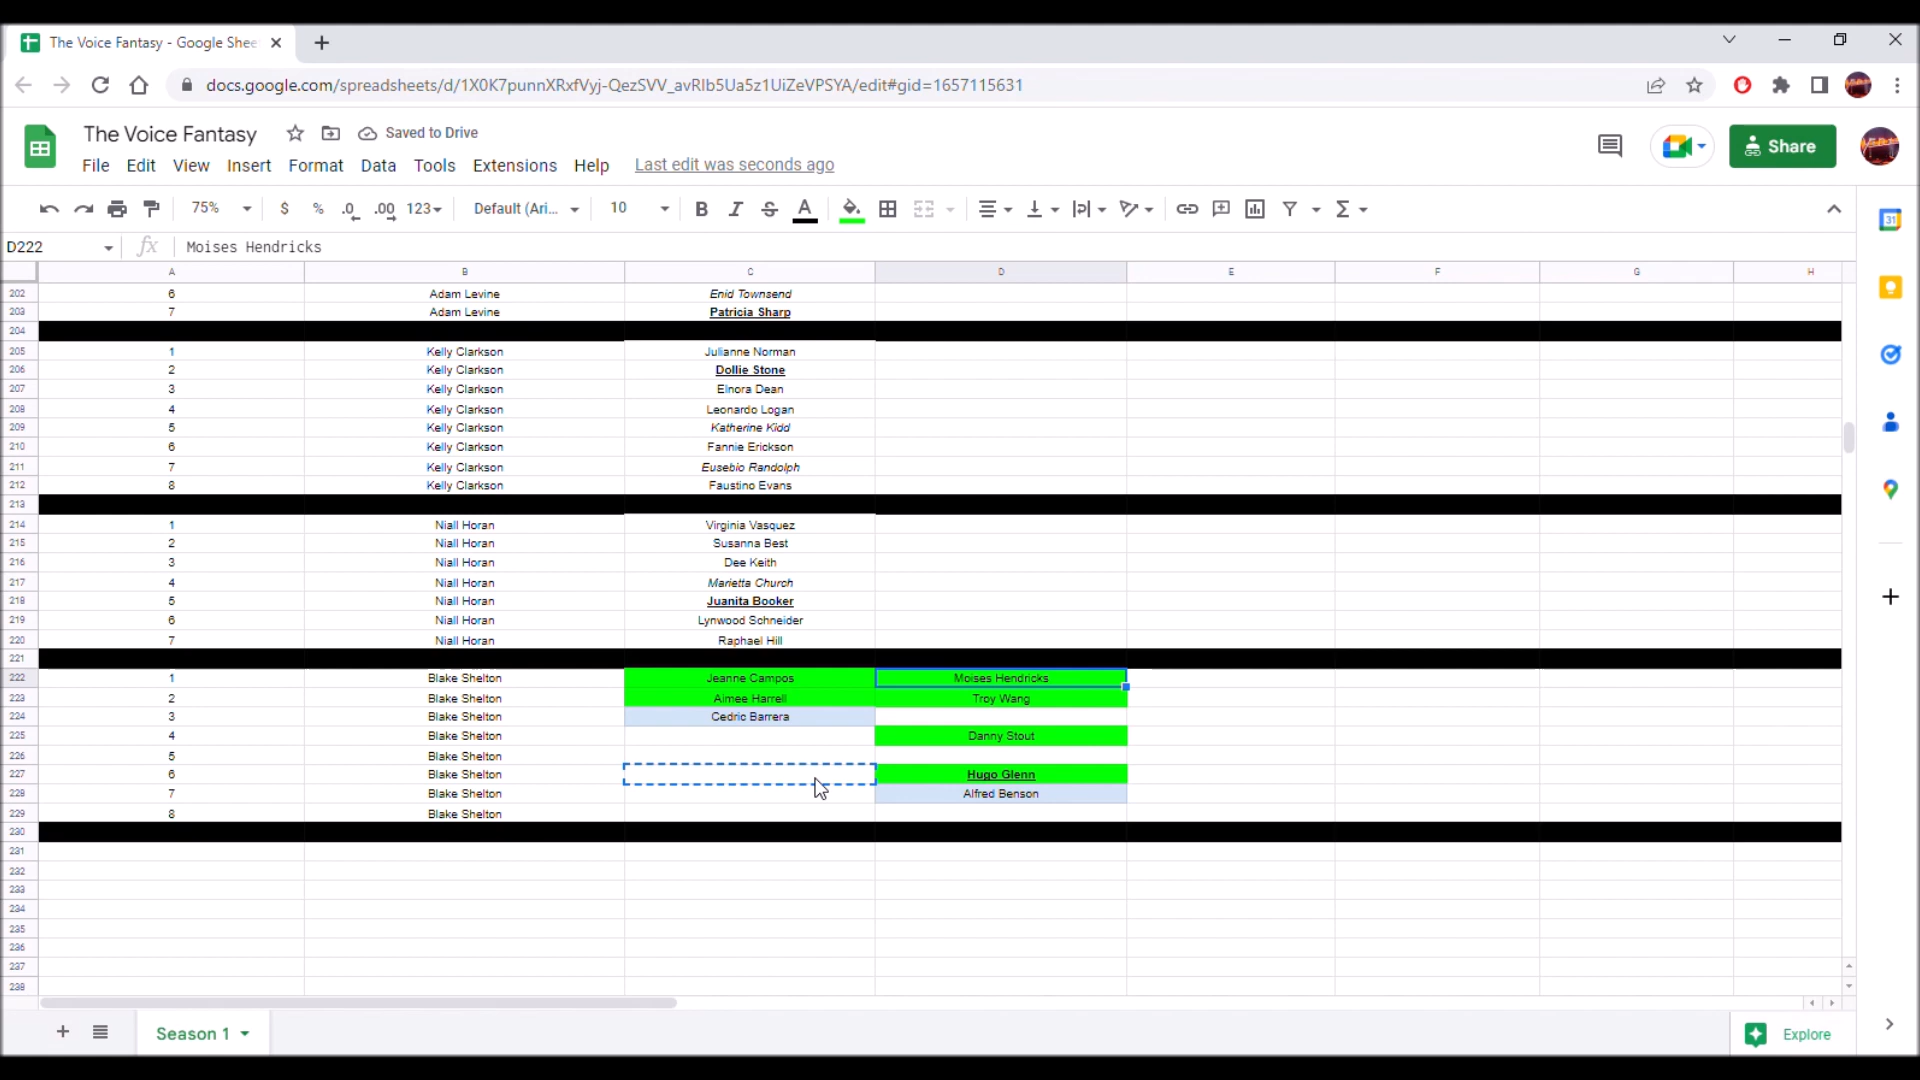 The Voice Fantasy - Google Shee
docs.google.com/spreadsheets/d/1X0K7punnXRxfVyj-QezSVV_avRIb5Ua5z1UiZeVPSYA/edit#gid=1657115631
The Voice Fantasy Saved to Drive
File Edit View Insert Format Data Tools Extensions Help Last edit was seconds ago
Share
75% $ % .0 .00 123 Default (Ari... 10 B I S A
D222 fx Moises Hendricks
A B C D E F G H
202 6 Adam Levine Enid Townsend
203 7 Adam Levine Patricia Sharp
204
205 1 Kelly Clarkson Julianne Norman
206 2 Kelly Clarkson Dollie Stone
207 3 Kelly Clarkson Elnora Dean
208 4 Kelly Clarkson Leonardo Logan
209 5 Kelly Clarkson Katherine Kidd
210 6 Kelly Clarkson Fannie Erickson
211 7 Kelly Clarkson Eusebio Randolph
212 8 Kelly Clarkson Faustino Evans
213
214 1 Niall Horan Virginia Vasquez
215 2 Niall Horan Susanna Best
216 3 Niall Horan Dee Keith
217 4 Niall Horan Marietta Church
218 5 Niall Horan Juanita Booker
219 6 Niall Horan Lynwood Schneider
220 7 Niall Horan Raphael Hill
221
222 1 Blake Shelton Jeanne Campos Moises Hendricks
223 2 Blake Shelton Aimee Harrell Troy Wang
224 3 Blake Shelton Cedric Barrera
225 4 Blake Shelton Danny Stout
226 5 Blake Shelton
227 6 Blake Shelton Hugo Glenn
228 7 Blake Shelton Alfred Benson
229 8 Blake Shelton
230
231
232
233
234
235
236
237
238
Season 1
Explore
31